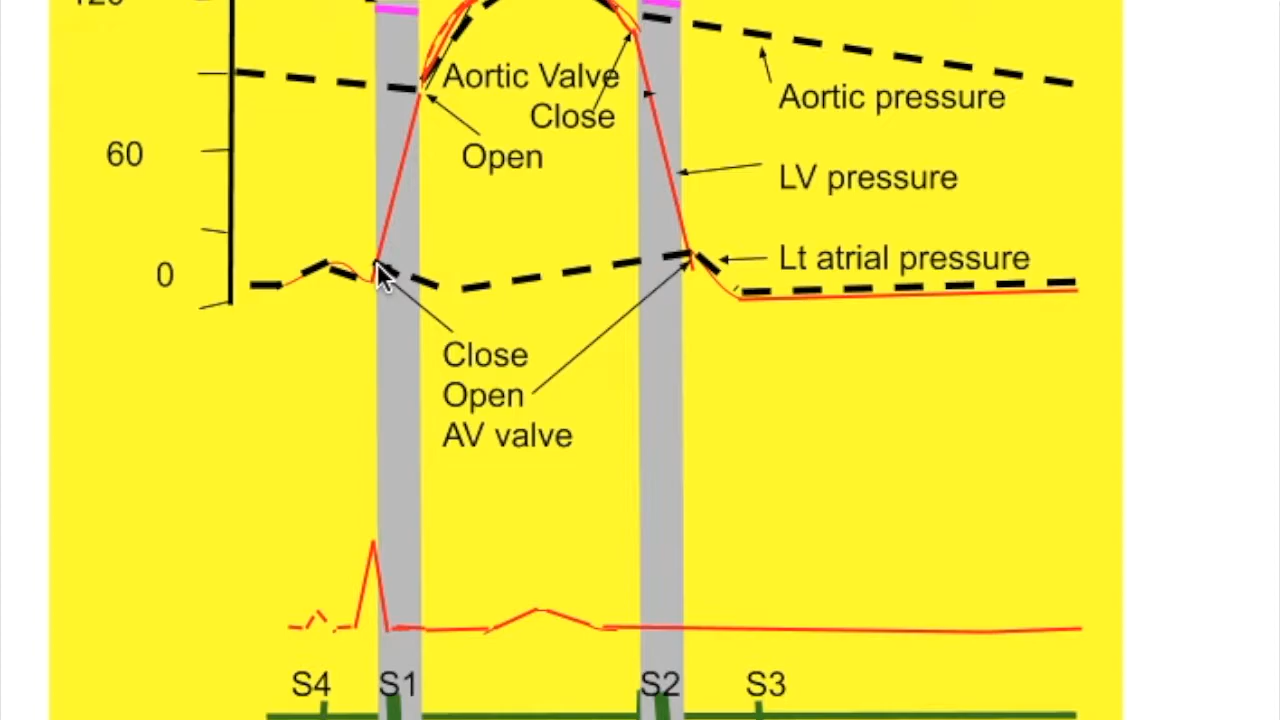 120
Aortic Valve
Close
Open
Aortic pressure
60
LV pressure
Lt atrial pressure
0
Close
Open
AV valve
S4 S1 S2 S3